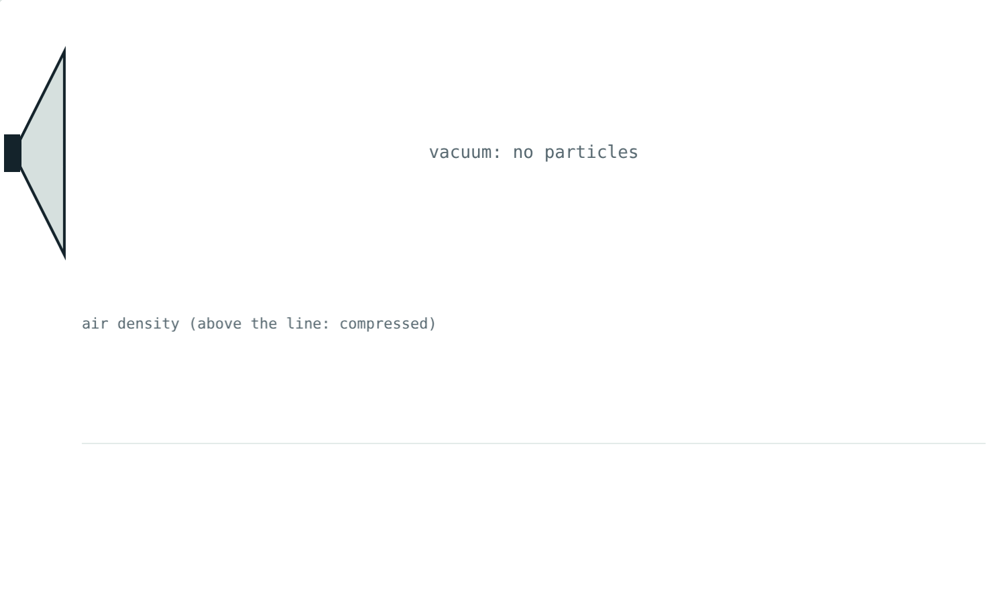 vacuum: no particles
air density (above the line: compressed)